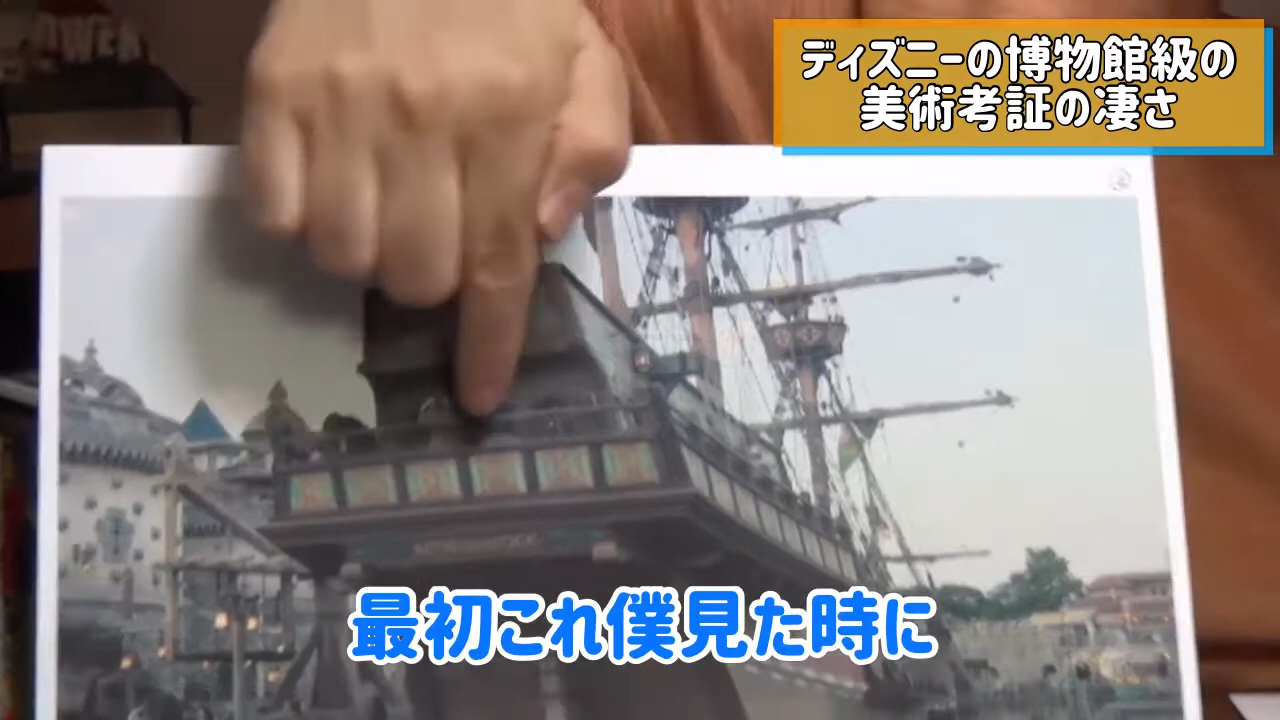 ディズニーの博物館級の
美術考証の凄さ
最初これ僕見た時に